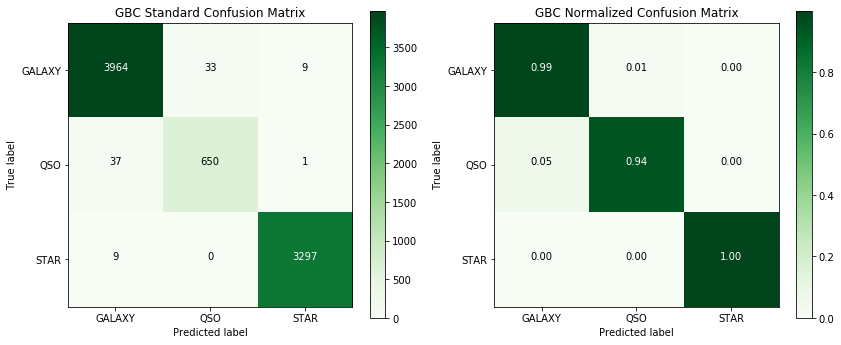 GBC Standard Confusion Matrix
GALAXY
QSO
STAR
True label
3964 33 9
37 650 1
9 0 3297
GALAXY QSO STAR
Predicted label
3500
3000
2500
2000
1500
1000
500
0
GBC Normalized Confusion Matrix
GALAXY
QSO
STAR
True label
0.99 0.01 0.00
0.05 0.94 0.00
0.00 0.00 1.00
GALAXY QSO STAR
Predicted label
0.8
0.6
0.4
0.2
0.0